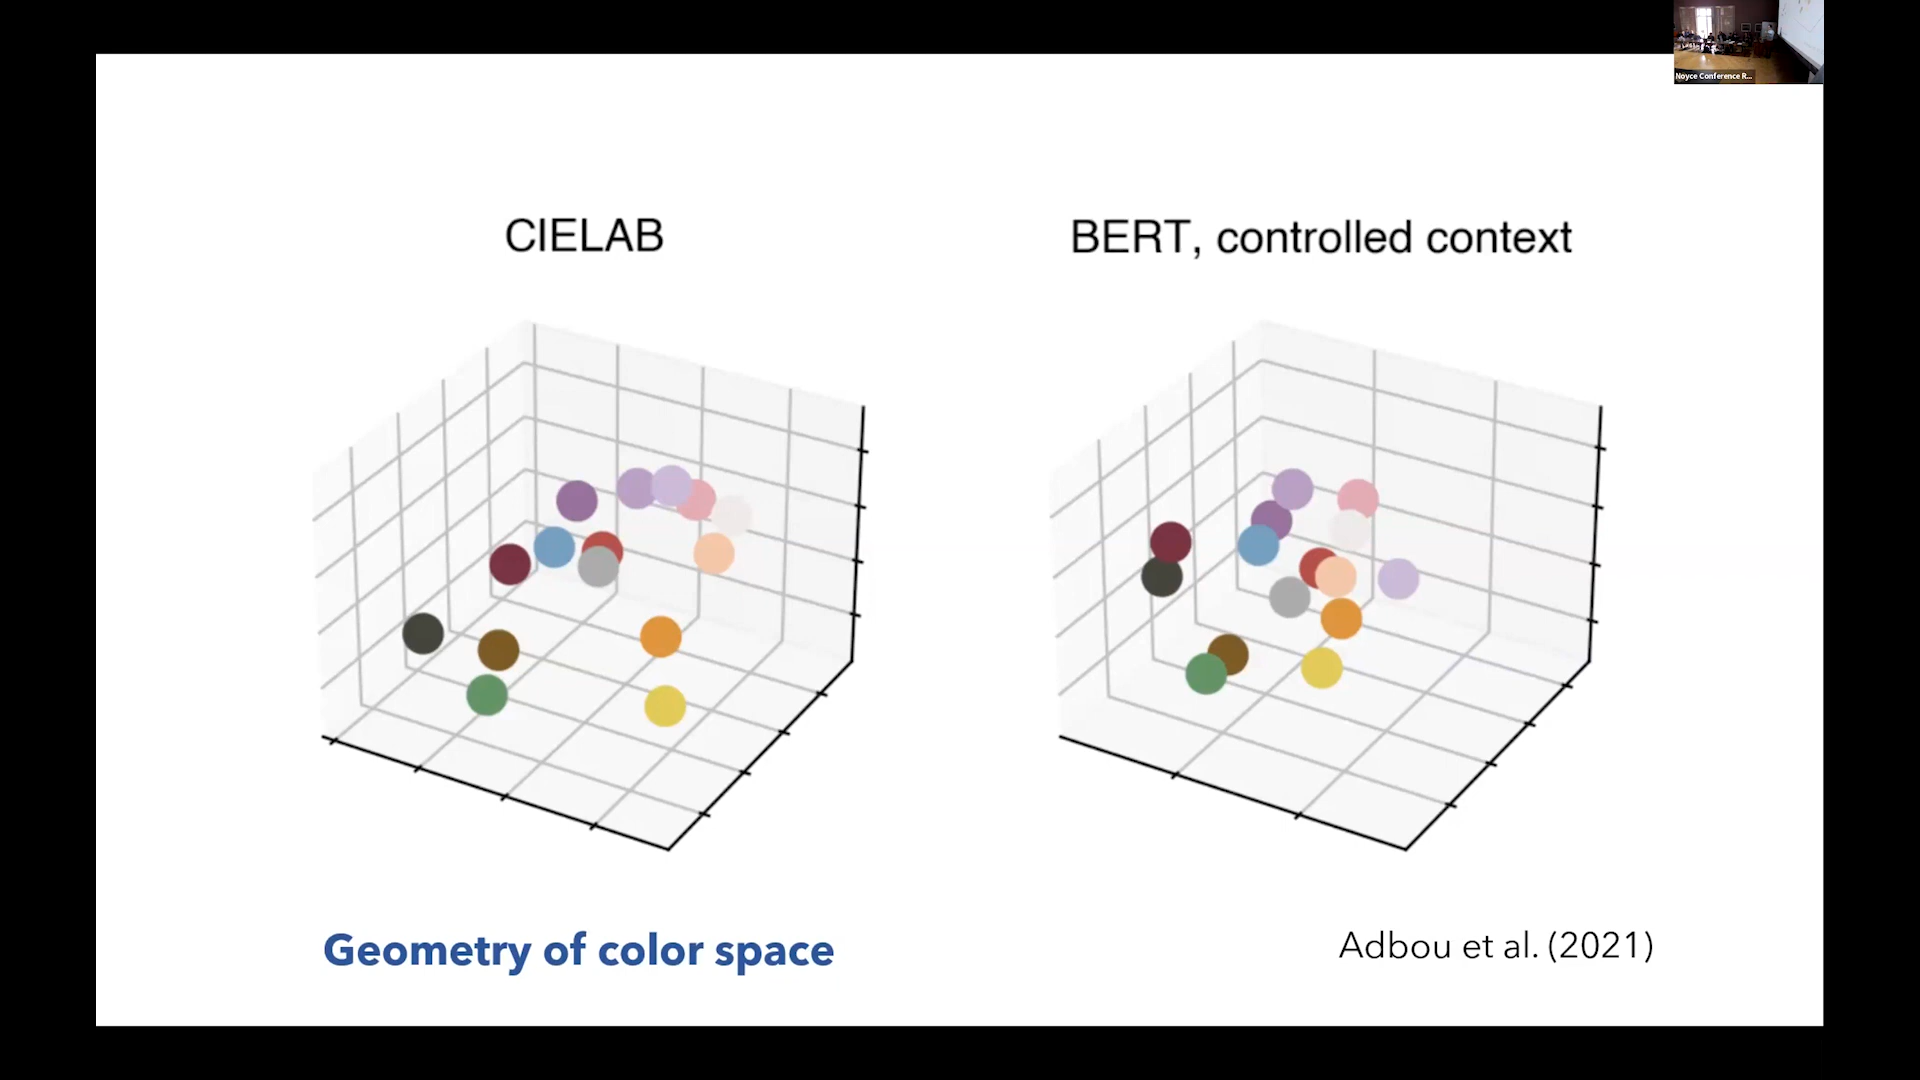 Noyce Conference R...
CIELAB
BERT, controlled context
Geometry of color space
Adbou et al. (2021)